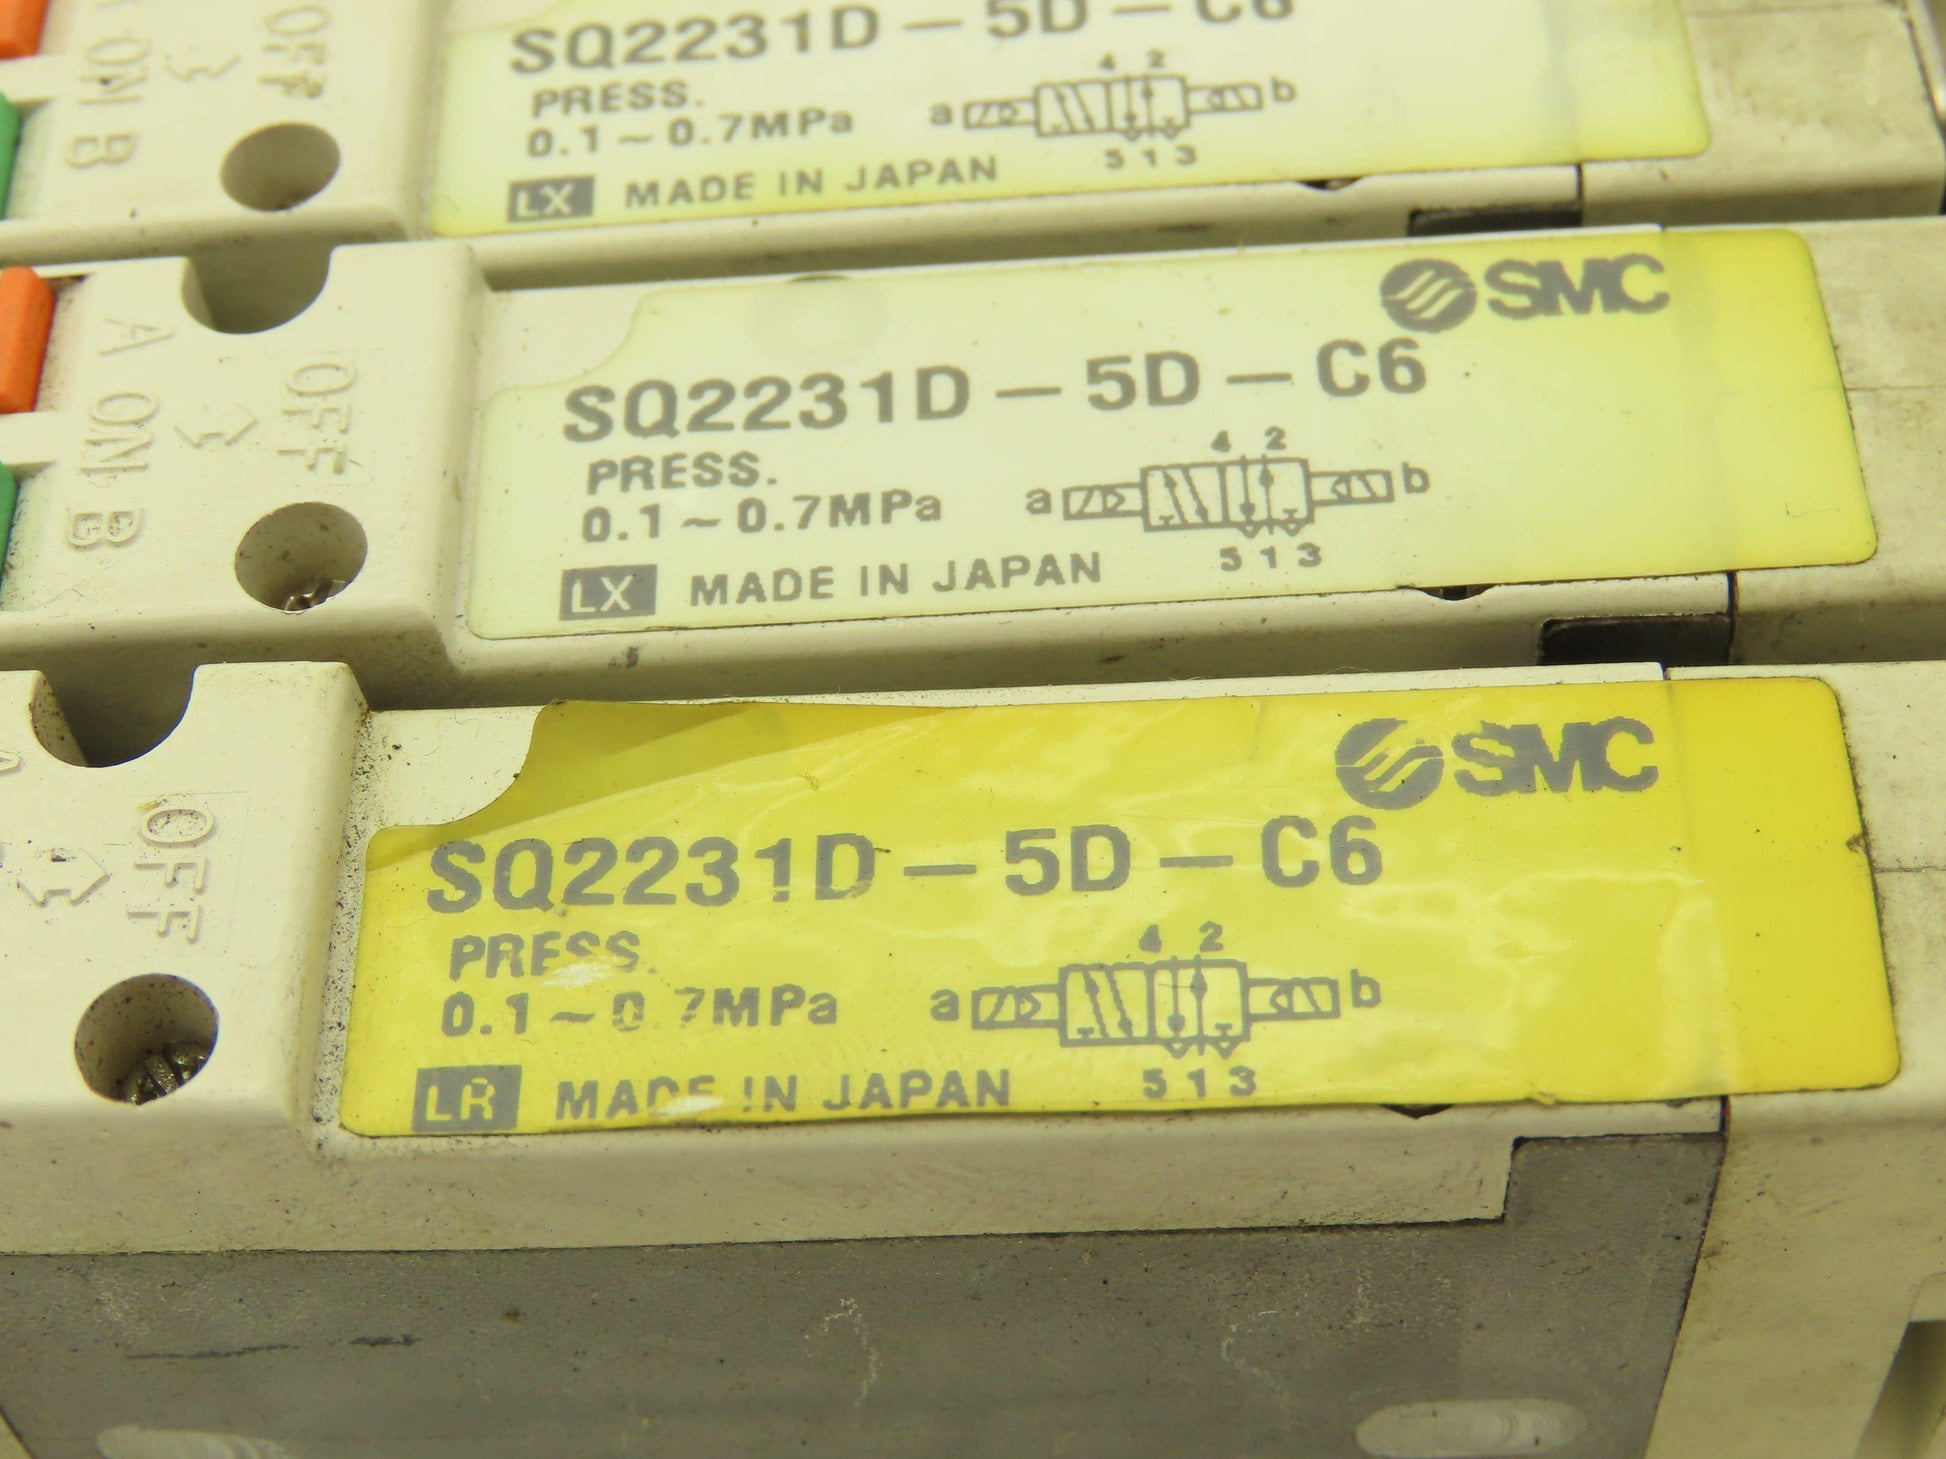 A ON B
OFF
SQ2231D - 5D - C6
PRESS.
0.1 ~ 0.7MPa
a 4 2 b
5 1 3
LX MADE IN JAPAN
A ON B
OFF
SMC
SQ2231D - 5D - C6
PRESS.
0.1 ~ 0.7MPa
a 4 2 b
5 1 3
LX MADE IN JAPAN
OFF
SMC
SQ2231D - 5D - C6
PRESS.
0.1 ~ 0.7MPa
a 4 2 b
5 1 3
LR MADE IN JAPAN